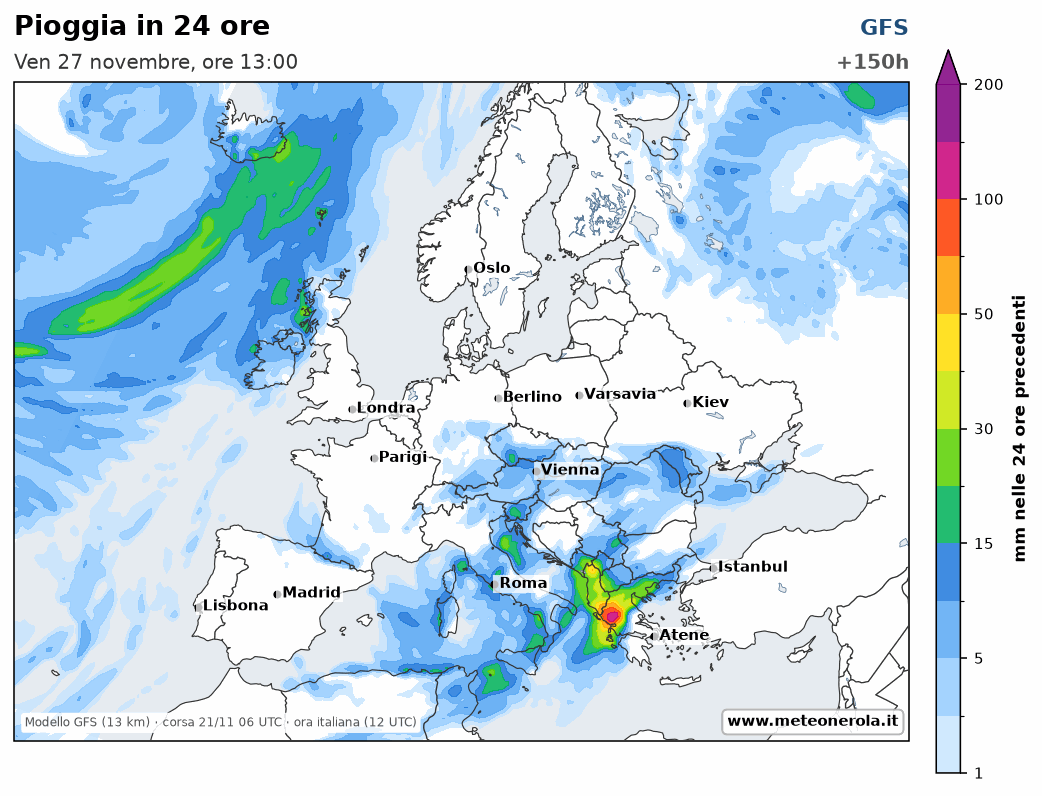 Pioggia in 24 ore
GFS
Ven 27 novembre, ore 13:00
+150h
Oslo
Berlino
Varsavia
Kiev
Londra
Parigi
Vienna
Istanbul
Roma
Madrid
Lisbona
Atene
Modello GFS (13 km) · corsa 21/11 06 UTC · ora italiana (12 UTC)
www.meteonerola.it
200
100
50
30
15
5
1
mm nelle 24 ore precedenti